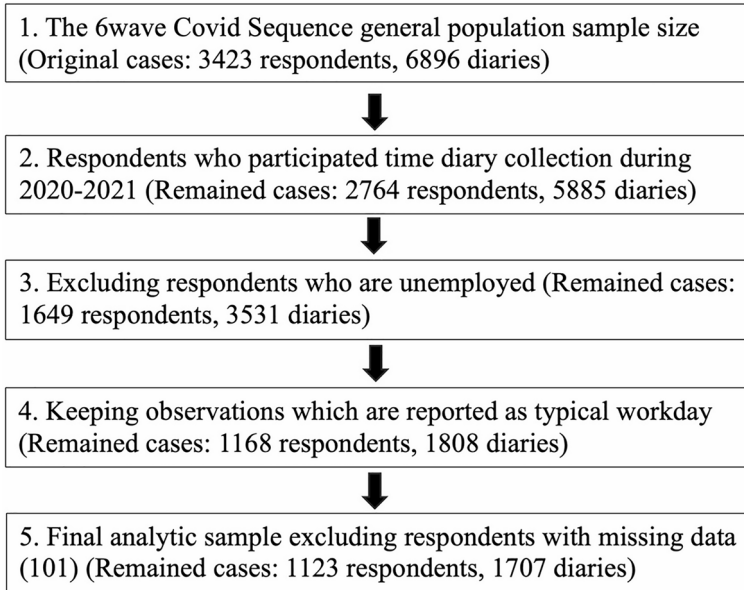 1. The 6wave Covid Sequence general population sample size
(Original cases: 3423 respondents, 6896 diaries)
2. Respondents who participated time diary collection during
2020-2021 (Remained cases: 2764 respondents, 5885 diaries)
3. Excluding respondents who are unemployed (Remained cases:
1649 respondents, 3531 diaries)
4. Keeping observations which are reported as typical workday
(Remained cases: 1168 respondents, 1808 diaries)
5. Final analytic sample excluding respondents with missing data
(101) (Remained cases: 1123 respondents, 1707 diaries)